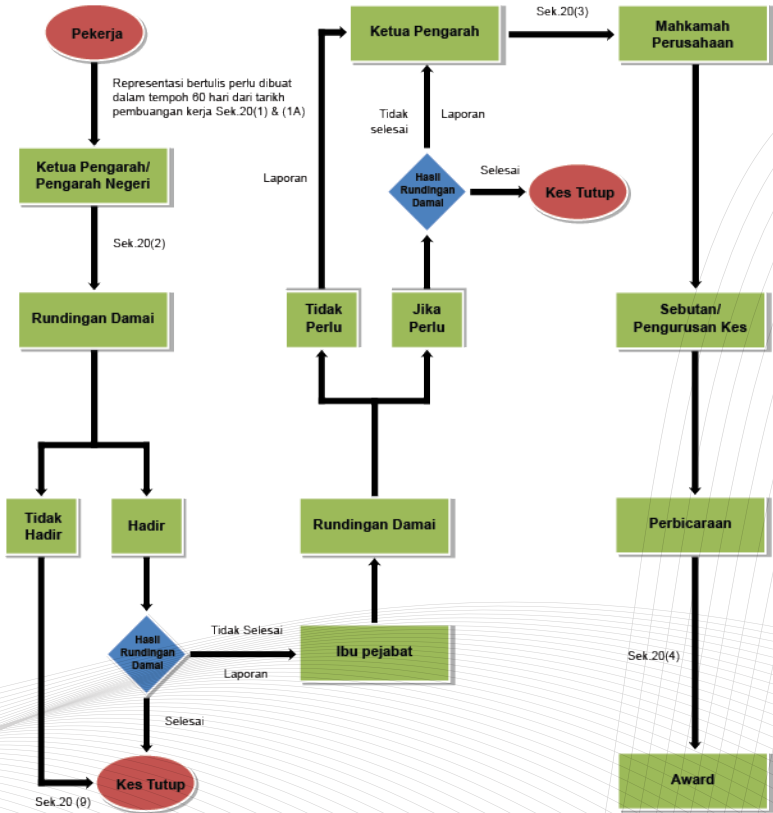 Pekerja
Representasi bertulis perlu dibuat
dalam tempoh 60 hari dari tarikh
pembuangan kerja Sek.20(1) & (1A)
Ketua Pengarah/
Pengarah Negeri
Sek.20(2)
Rundingan Damai
Tidak
Hadir
Hadir
Hasil
Rundingan
Damai
Tidak Selesai
Laporan
Selesai
Sek.20 (9)
Kes Tutup
Ibu pejabat
Rundingan Damai
Tidak
Perlu
Jika
Perlu
Laporan
Hasil
Rundingan
Damai
Selesai
Kes Tutup
Tidak
selesai
Laporan
Ketua Pengarah
Sek.20(3)
Mahkamah
Perusahaan
Sebutan/
Pengurusan Kes
Perbicaraan
Sek.20(4)
Award